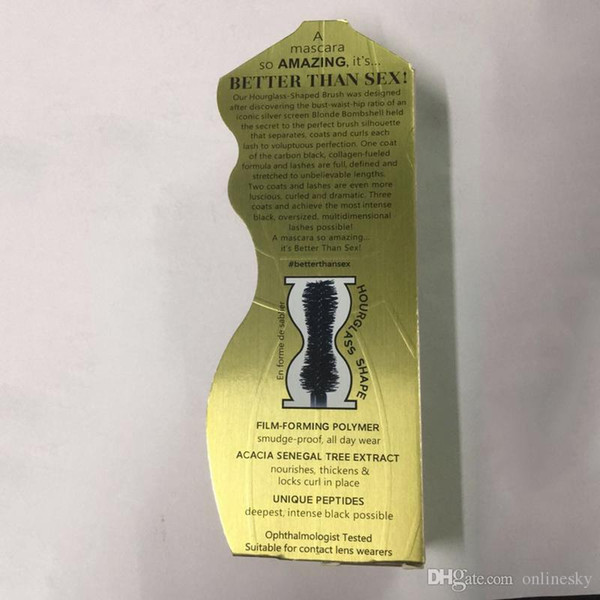 A
mascara
so AMAZING, it's...
BETTER THAN SEX!
Our Hourglass-Shaped Brush was designed
after discovering the bust-waist-hip ratio of an
iconic silver screen Blonde Bombshell held
the secret to the perfect brush silhouette
that separates, coats and curls each
lash to voluptuous perfection. One coat
of the carbon black, collagen-fueled
formula and lashes are full, defined and
stretched to unbelievable lengths.
Two coats and lashes are even more
luscious, curled and dramatic. Three
coats and achieve the most intense
black, oversized, multidimensional
lashes possible!
A mascara so amazing...
it's Better Than Sex!
#betterthansex
En forme de sablier
HOURGLASS SHAPE
FILM-FORMING POLYMER
smudge-proof, all day wear
ACACIA SENEGAL TREE EXTRACT
nourishes, thickens &
locks curl in place
UNIQUE PEPTIDES
deepest, intense black possible
Ophthalmologist Tested
Suitable for contact lens wearers
DHgate.com onlinesky